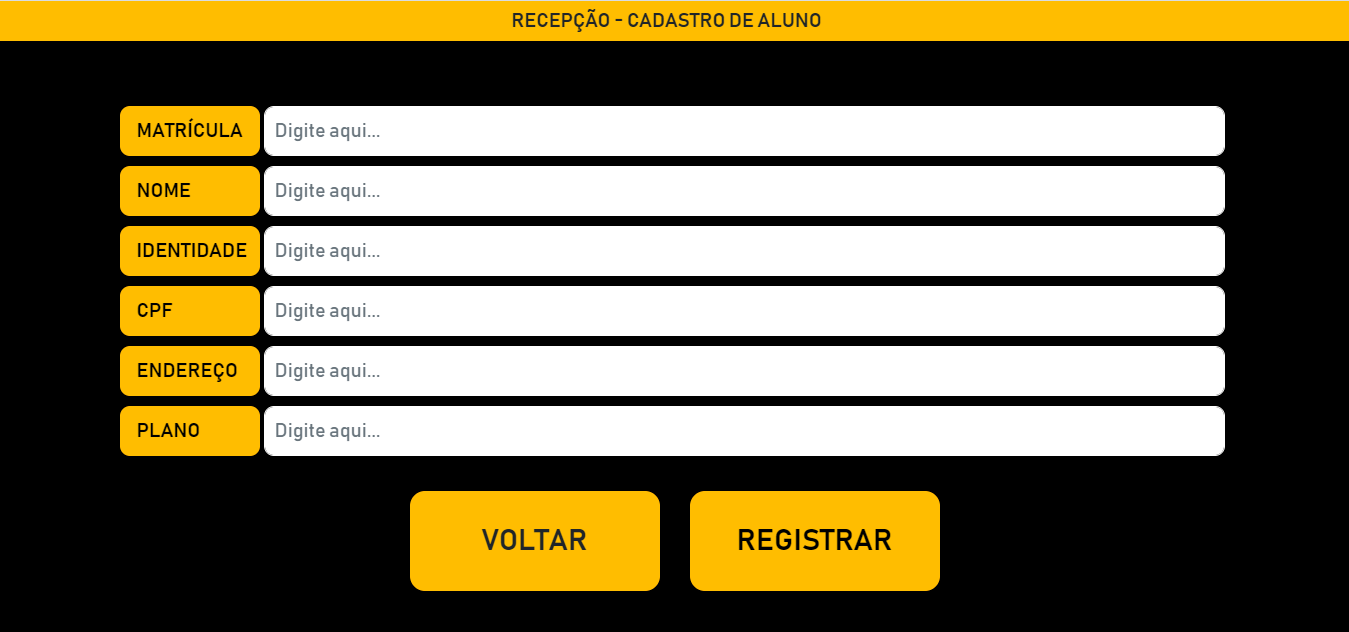 RECEPÇÃO - CADASTRO DE ALUNO
MATRÍCULA Digite aqui...
NOME Digite aqui...
IDENTIDADE Digite aqui...
CPF Digite aqui...
ENDEREÇO Digite aqui...
PLANO Digite aqui...
VOLTAR REGISTRAR